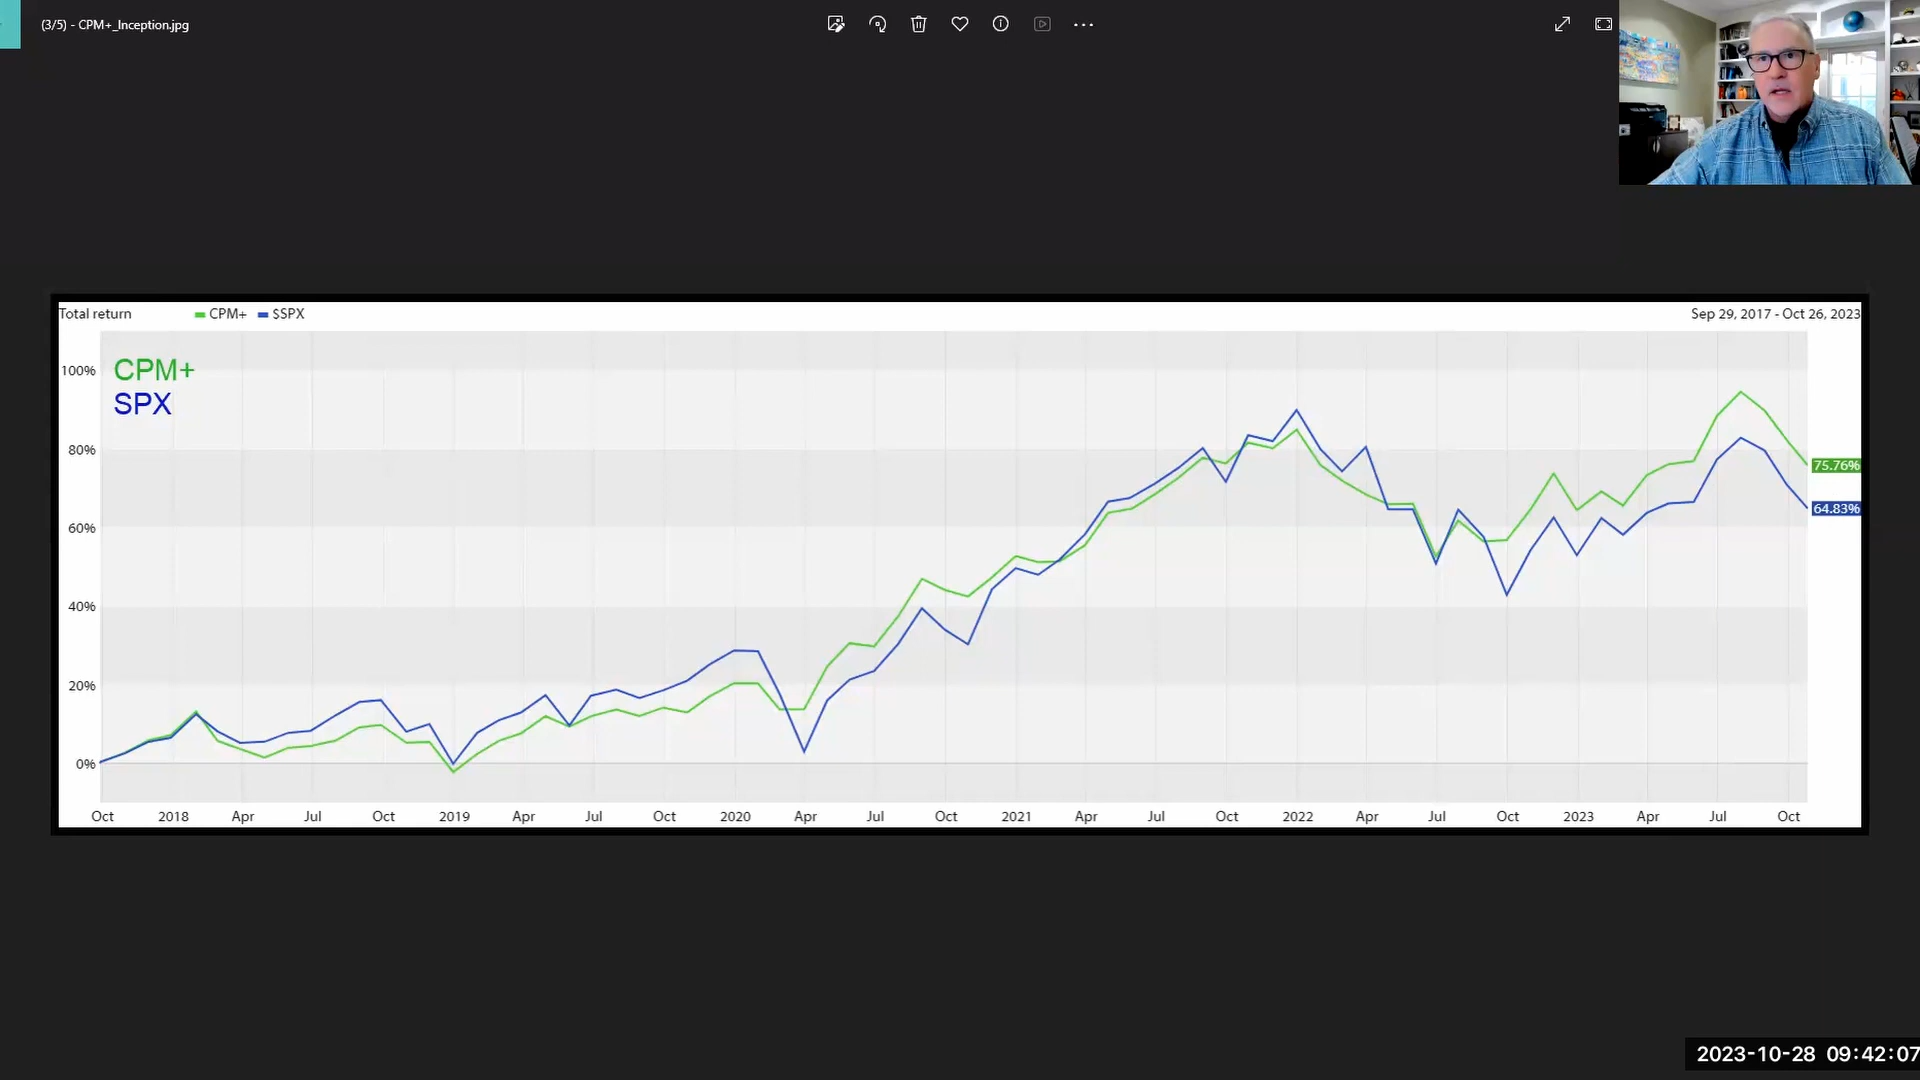 (3/5) - CPM+_Inception.jpg
Total return CPM+ $SPX Sep 29, 2017 - Oct 26, 2023
CPM+
SPX
100%
80%
60%
40%
20%
0%
75.76%
64.83%
Oct 2018 Apr Jul Oct 2019 Apr Jul Oct 2020 Apr Jul Oct 2021 Apr Jul Oct 2022 Apr Jul Oct 2023 Apr Jul Oct
2023-10-28 09:42:07